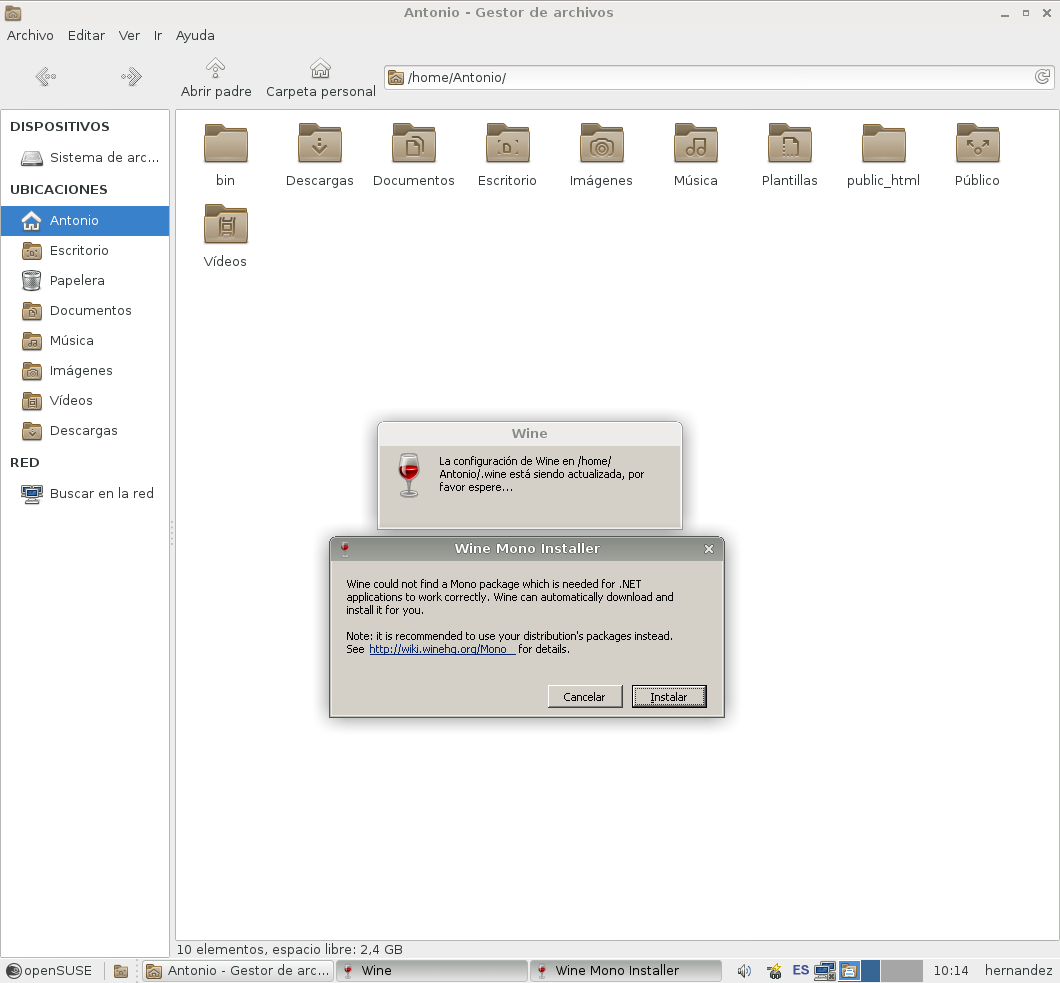 Antonio - Gestor de archivos
Archivo Editar Ver Ir Ayuda
Abrir padre Carpeta personal /home/Antonio/
DISPOSITIVOS
Sistema de arc...
UBICACIONES
Antonio
Escritorio
Papelera
Documentos
Música
Imágenes
Vídeos
Descargas
RED
Buscar en la red
bin Descargas Documentos Escritorio Imágenes Música Plantillas public_html Público
Vídeos
Wine
La configuración de Wine en /home/
Antonio/.wine está siendo actualizada, por
favor espere...
Wine Mono Installer
Wine could not find a Mono package which is needed for .NET
applications to work correctly. Wine can automatically download and
install it for you.
Note: it is recommended to use your distribution's packages instead.
See http://wiki.winehq.org/Mono for details.
Cancelar Instalar
10 elementos, espacio libre: 2,4 GB
openSUSE Antonio - Gestor de arc... Wine Wine Mono Installer ES 10:14 hernandez